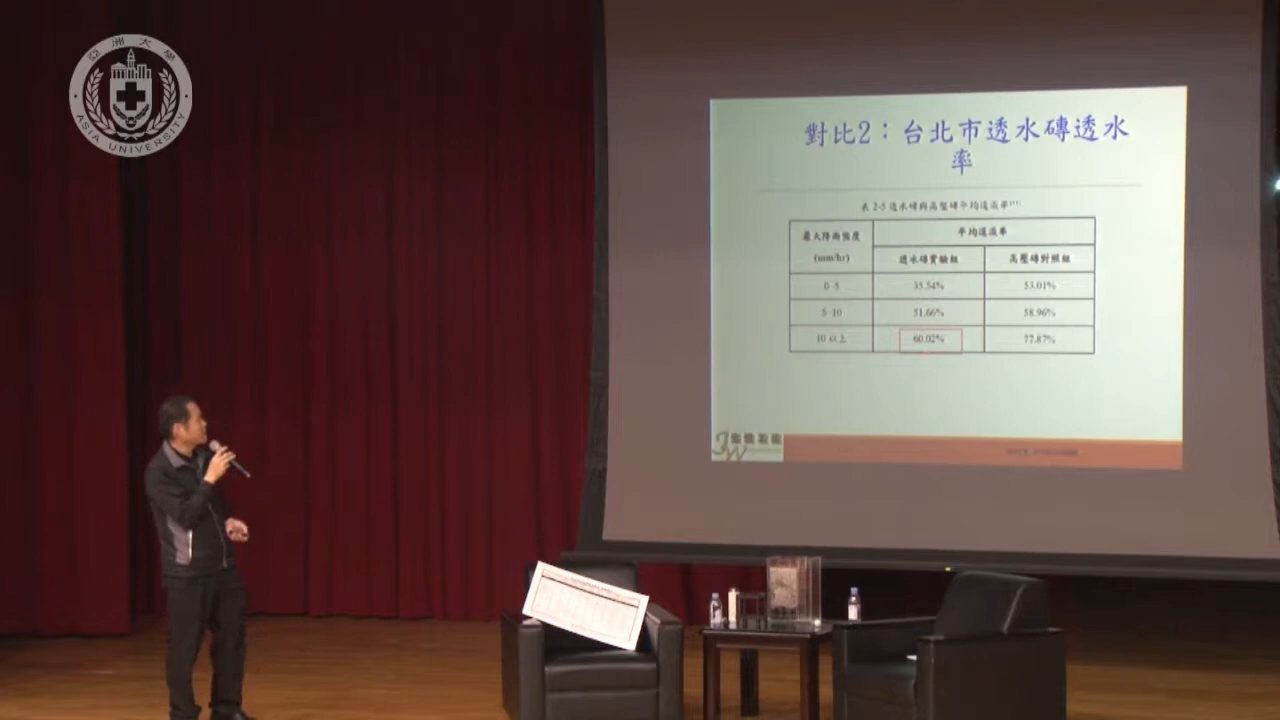 亞洲大學
ASIA UNIVERSITY
對比2：台北市透水磚透水
率
表 2-5 透水磚與高壓磚平均逕流率
最大降雨強度
(mm/hr)
平均逕流率
透水磚實驗組
高壓磚對照組
0-5
35.54%
53.01%
5-10
51.66%
58.96%
10 以上
60.02%
77.87%
JW